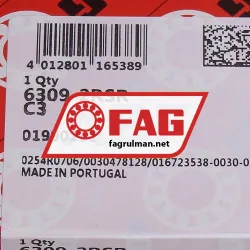 4 012801 165389
1 Qty
6309
C3
FAG
fagrulman.net
0254R0706/0030478128/016723538-0030-0
MADE IN PORTUGAL
1 Qty